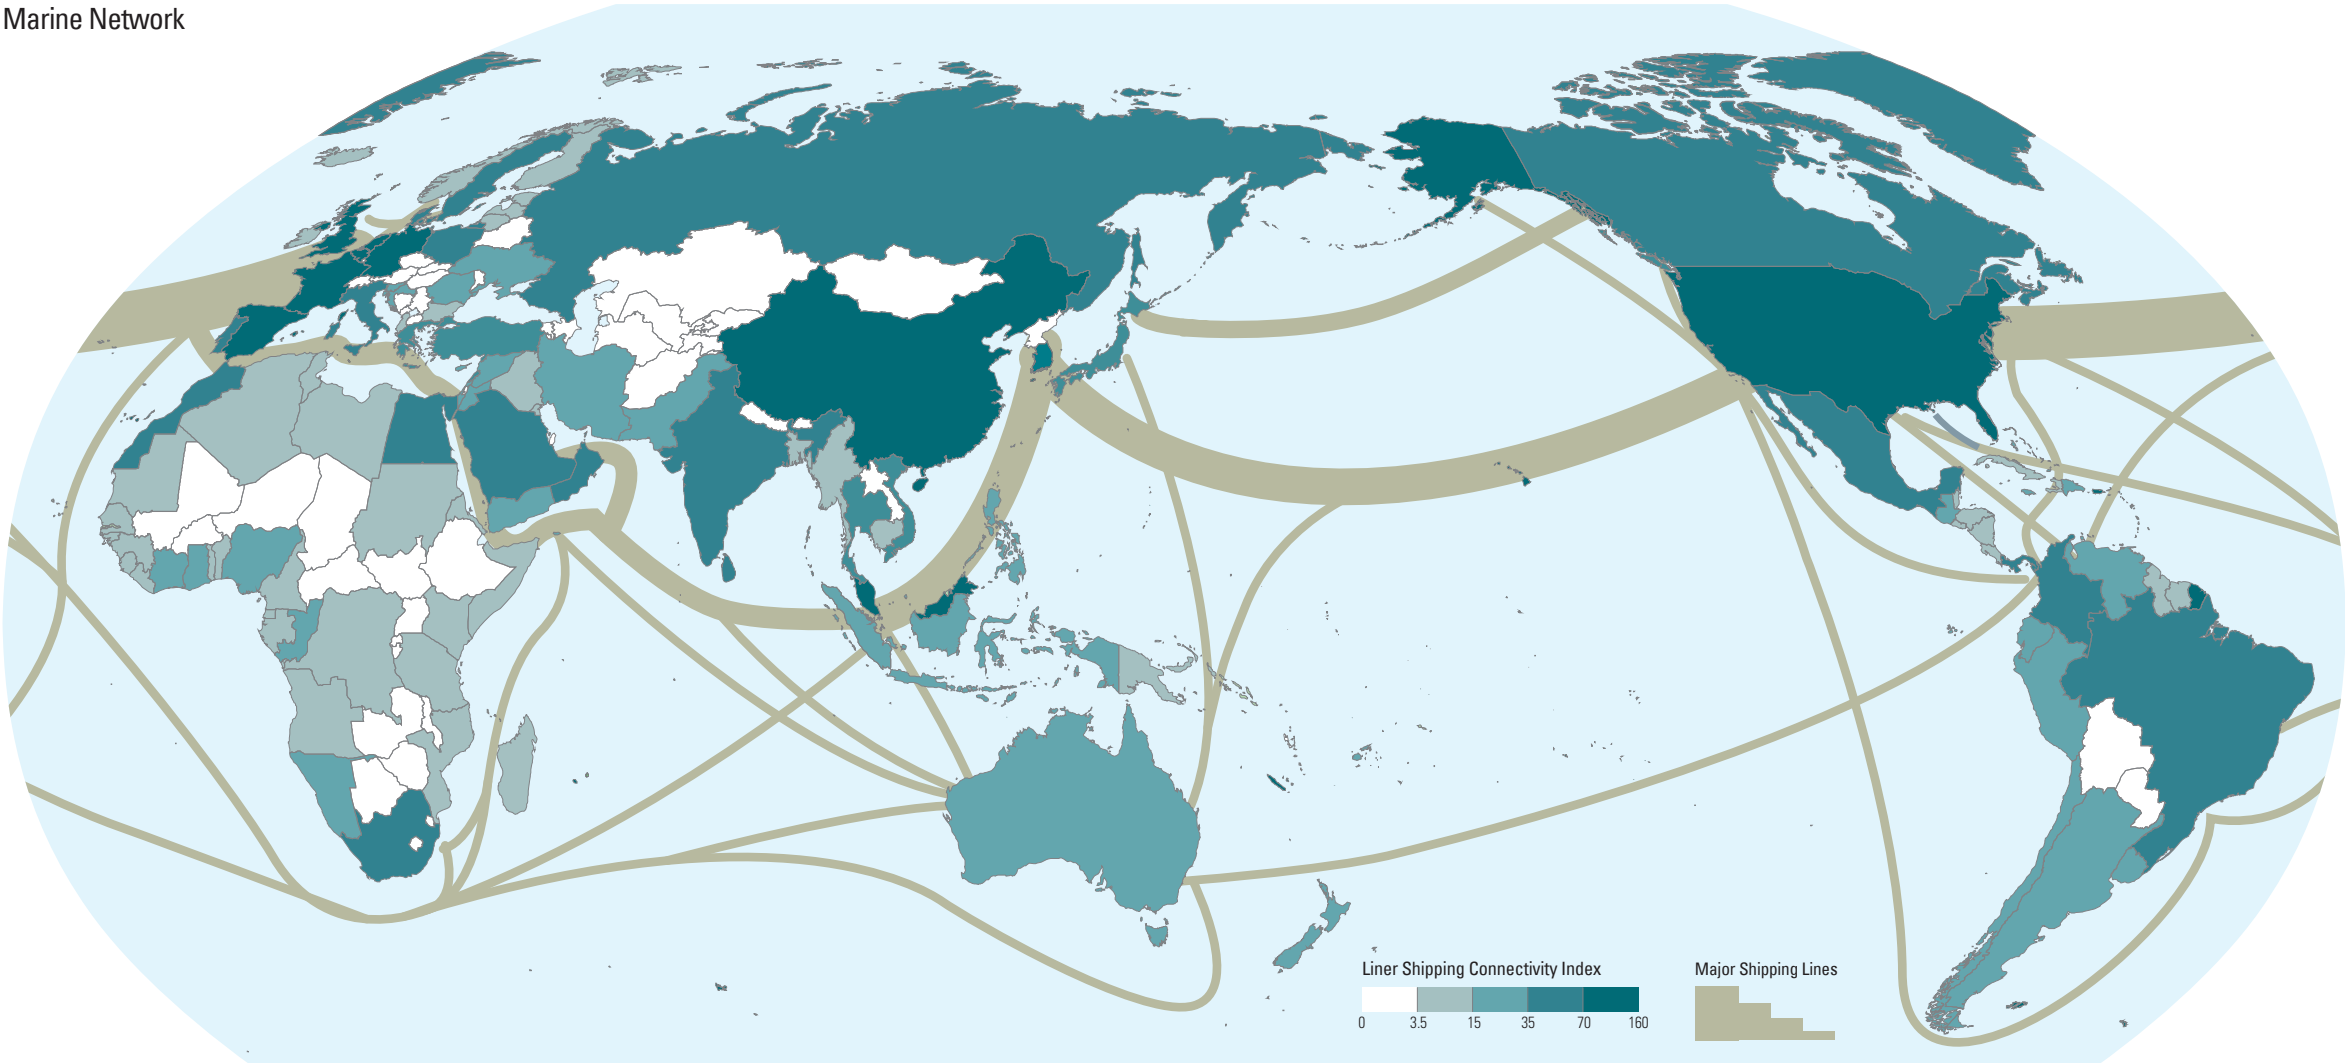 Marine Network
Liner Shipping Connectivity Index
0 3.5 15 35 70 160
Major Shipping Lines